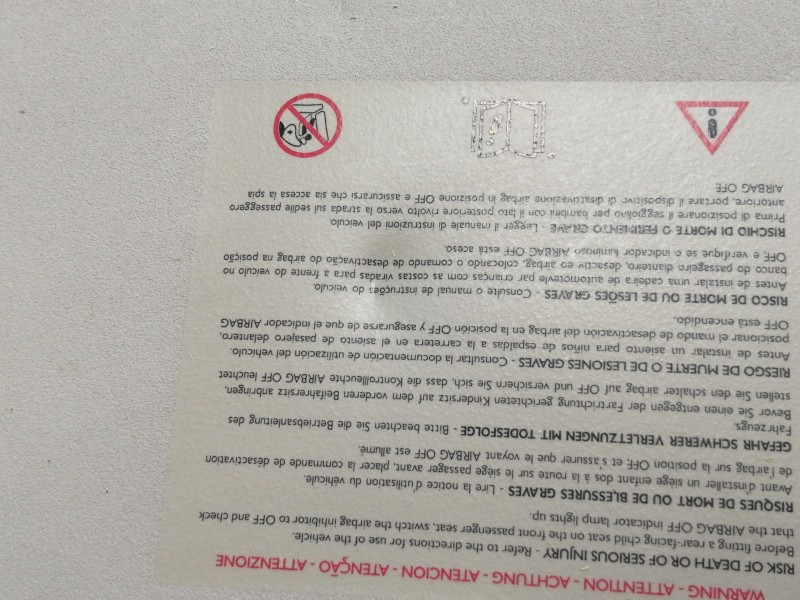 WARNING - ATTENTION - ACHTUNG - ATENCION - ATENÇÃO - ATTENZIONE
RISK OF DEATH OR OF SERIOUS INJURY - Refer to the directions for use of the vehicle.
Before fitting a rear-facing child seat on the front passenger seat, switch the airbag inhibitor to OFF and check
that the AIRBAG OFF indicator lamp lights up.
RISQUES DE MORT OU DE BLESSURES GRAVES - Lire la notice d'utilisation du véhicule.
Avant d'installer un siège enfant dos à la route sur le siège passager avant, placer la commande de désactivation
de l'airbag sur la position OFF et s'assurer que le voyant AIRBAG OFF est allumé.
GEFAHR SCHWERER VERLETZUNGEN MIT TODESFOLGE - Bitte beachten Sie die Betriebsanleitung des
Fahrzeugs.
Bevor Sie einen entgegen der Fartrichtung gerichteten Kindersitz auf dem vorderen Beifahrersitz anbringen,
stellen Sie den schalter airbag auf OFF und versichern Sie sich, dass die Kontrolleuchte AIRBAG OFF leuchtet
RIESGO DE MUERTE O DE LESIONES GRAVES - Consultar la documentación de utilización del vehículo.
Antes de instalar un asiento para niños de espaldas a la carretera en el asiento de pasajero delantero,
posicionar el mando de desactivación del airbag en la posición OFF y asegurarse de que el indicador AIRBAG
OFF está encendido.
RISCO DE MORTE OU DE LESÕES GRAVES - Consulte o manual de instruções do veículo.
Antes de instalar uma cadeira de automotevle par crianças com as costas viradas para a frente do veículo no
banco do passageiro dianteiro, desactiv eo airbag, colocando o comando de desactivação do airbag na posição
OFF e verifique se o indicador luminoso AIRBAG OFF está aceso.
RISCHIO DI MORTE O FERIMENTO GRAVE - Legger il manuale di instruzioni del veicolo.
Prima di posizionare il seggiolino per bambini con il lato posteriore rivolto verso la strada sul sedile passeggero
anteriore, portare il dispositivo di disattivazione airbag in posizione OFF e assicurarsi che sia accesa la spia
AIRBAG OFF